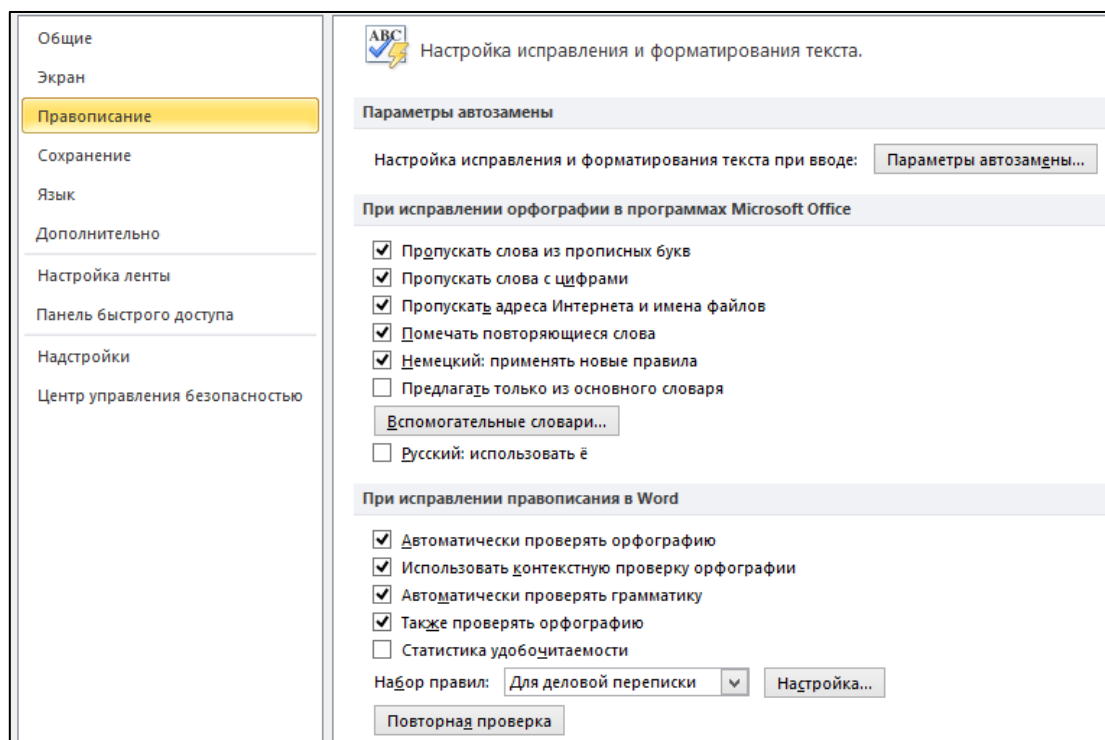 Общие
Экран
Правописание
Сохранение
Язык
Дополнительно
Настройка ленты
Панель быстрого доступа
Надстройки
Центр управления безопасностью
ABC
Настройка исправления и форматирования текста.
Параметры автозамены
Настройка исправления и форматирования текста при вводе: Параметры автозамены...
При исправлении орфографии в программах Microsoft Office
Пропускать слова из прописных букв
Пропускать слова с цифрами
Пропускать адреса Интернета и имена файлов
Помечать повторяющиеся слова
Немецкий: применять новые правила
Предлагать только из основного словаря
Вспомогательные словари...
Русский: использовать ё
При исправлении правописания в Word
Автоматически проверять орфографию
Использовать контекстную проверку орфографии
Автоматически проверять грамматику
Также проверять орфографию
Статистика удобочитаемости
Набор правил: Для деловой переписки Настройка...
Повторная проверка